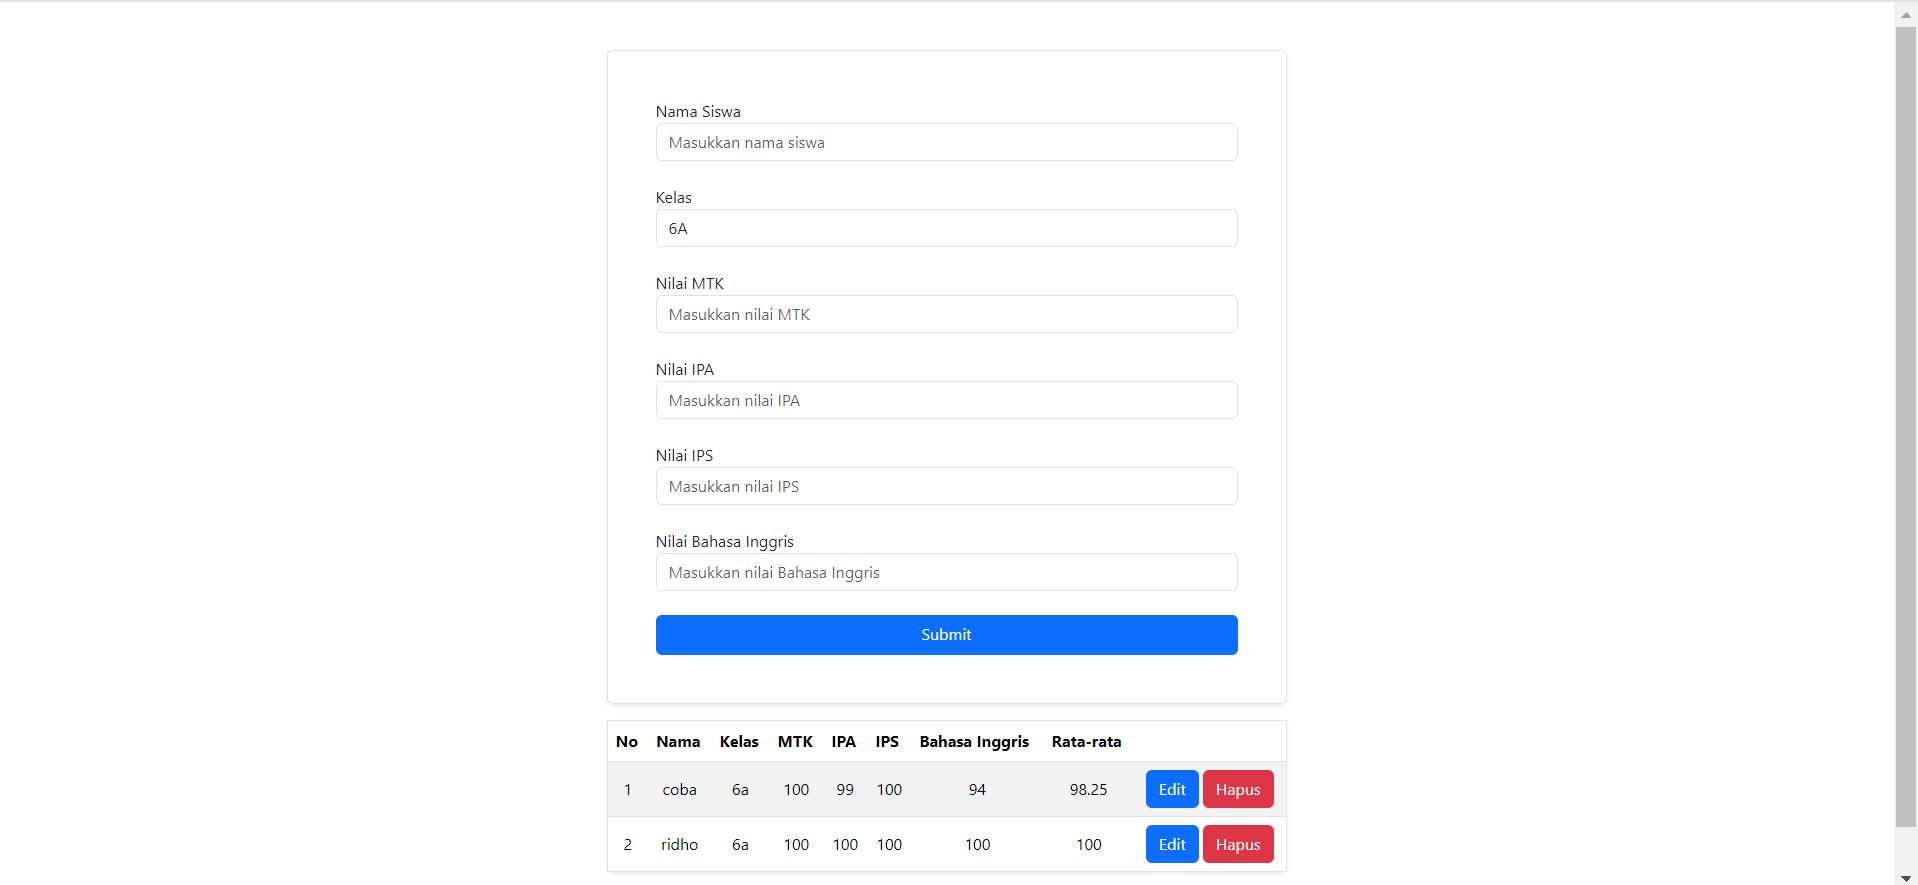 Nama Siswa
Masukkan nama siswa
Kelas
6A
Nilai MTK
Masukkan nilai MTK
Nilai IPA
Masukkan nilai IPA
Nilai IPS
Masukkan nilai IPS
Nilai Bahasa Inggris
Masukkan nilai Bahasa Inggris
Submit
No Nama Kelas MTK IPA IPS Bahasa Inggris Rata-rata
1 coba 6a 100 99 100 94 98.25 Edit Hapus
2 ridho 6a 100 100 100 100 100 Edit Hapus